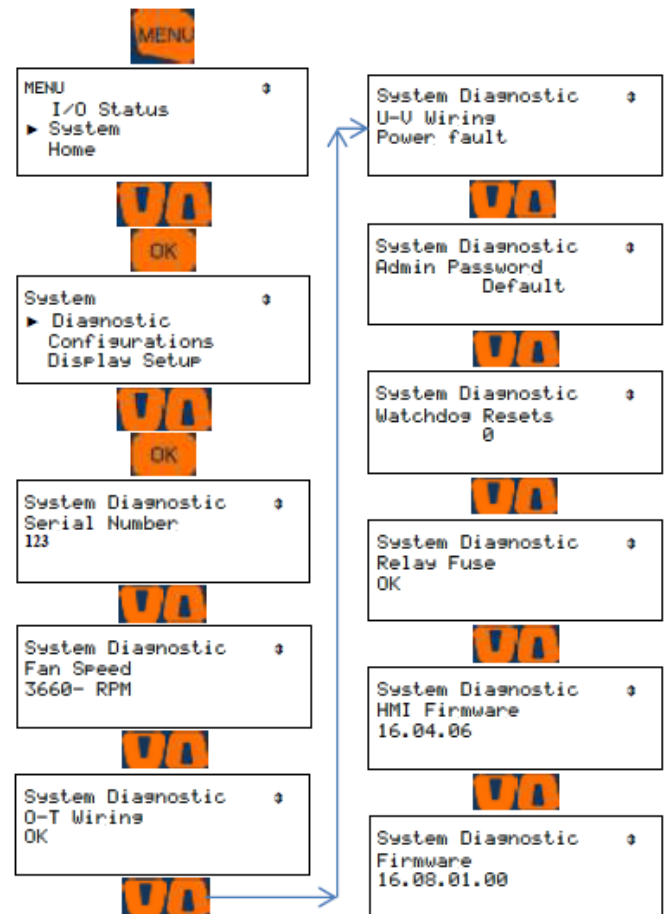 MENU
MENU
I/O Status
► System
Home
OK
System
► Diagnostic
Configurations
Display Setup
OK
System Diagnostic
Serial Number
123
System Diagnostic
Fan Speed
3660- RPM
System Diagnostic
O-T Wiring
OK
System Diagnostic
U-V Wiring
Power fault
System Diagnostic
Admin Password
Default
System Diagnostic
Watchdog Resets
0
System Diagnostic
Relay Fuse
OK
System Diagnostic
HMI Firmware
16.04.06
System Diagnostic
Firmware
16.08.01.00